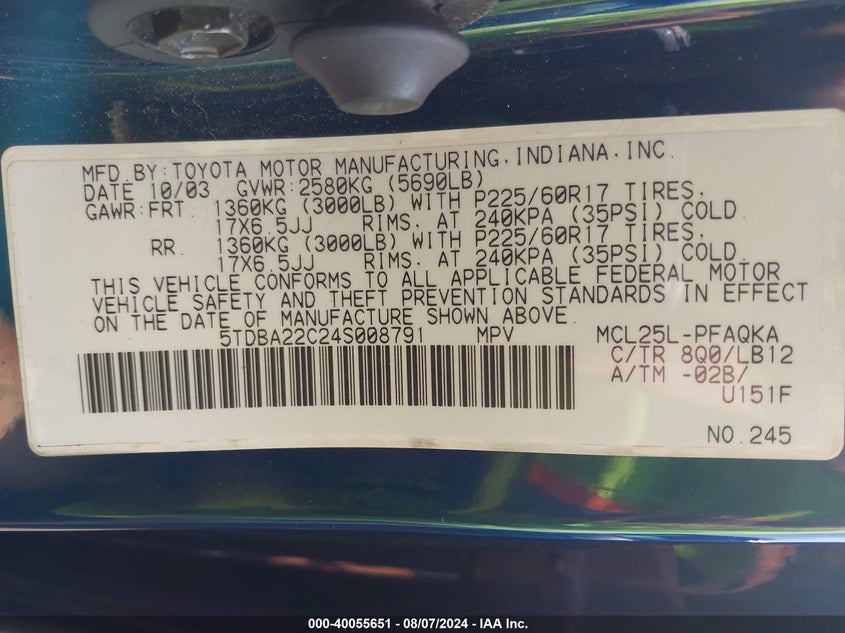 MFD.BY:TOYOTA MOTOR MANUFACTURING,INDIANA,INC.
DATE 10/03 GVWR:2580KG (5690LB)
GAWR:FRT. 1360KG (3000LB) WITH P225/60R17 TIRES,
17X6.5JJ RIMS, AT 240KPA (35PSI) COLD.
RR. 1360KG (3000LB) WITH P225/60R17 TIRES,
17X6.5JJ RIMS, AT 240KPA (35PSI) COLD.
THIS VEHICLE CONFORMS TO ALL APPLICABLE FEDERAL MOTOR
VEHICLE SAFETY AND THEFT PREVENTION STANDARDS IN EFFECT
ON THE DATE OF MANUFACTURE SHOWN ABOVE.
5TDBA22C24S008791 MPV MCL25L-PFAQKA
C/TR 8Q0/LB12
A/TM -02B/
U151F
NO.245
000-40055651 - 08/07/2024 - IAA Inc.